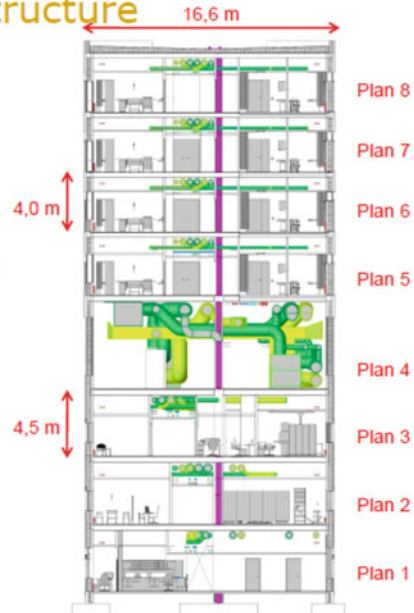 tructure
16,6 m
Plan 8
Plan 7
4,0 m
Plan 6
Plan 5
Plan 4
4,5 m
Plan 3
Plan 2
Plan 1